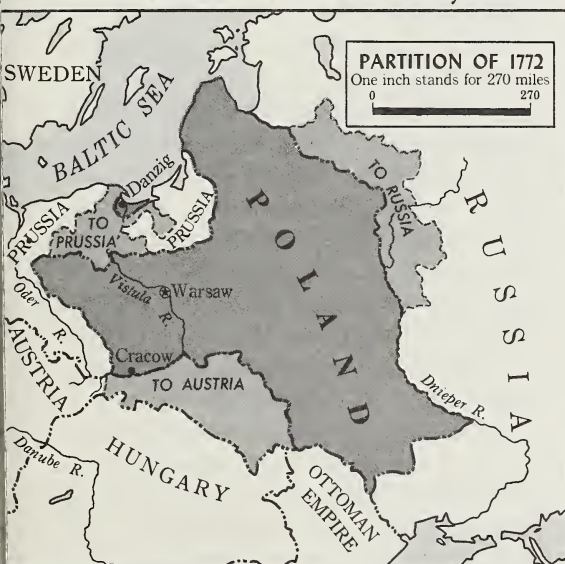 PARTITION OF 1772
One inch stands for 270 miles
0 270
SWEDEN
BALTIC SEA
Danzig
PRUSSIA
TO
PRUSSIA
PRUSSIA
TO RUSSIA
RUSSIA
POLAND
Oder R.
Vistula R.
Warsaw
Cracow
AUSTRIA
TO AUSTRIA
Dnieper R.
Danube R.
HUNGARY
OTTOMAN
EMPIRE